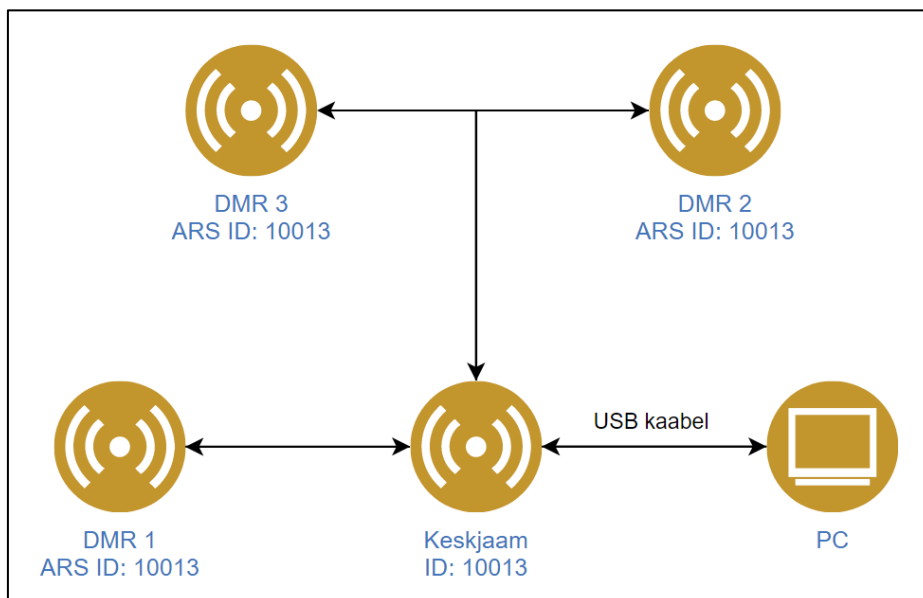 DMR 3
ARS ID: 10013
DMR 2
ARS ID: 10013
USB kaabel
DMR 1
ARS ID: 10013
Keskjaam
ID: 10013
PC